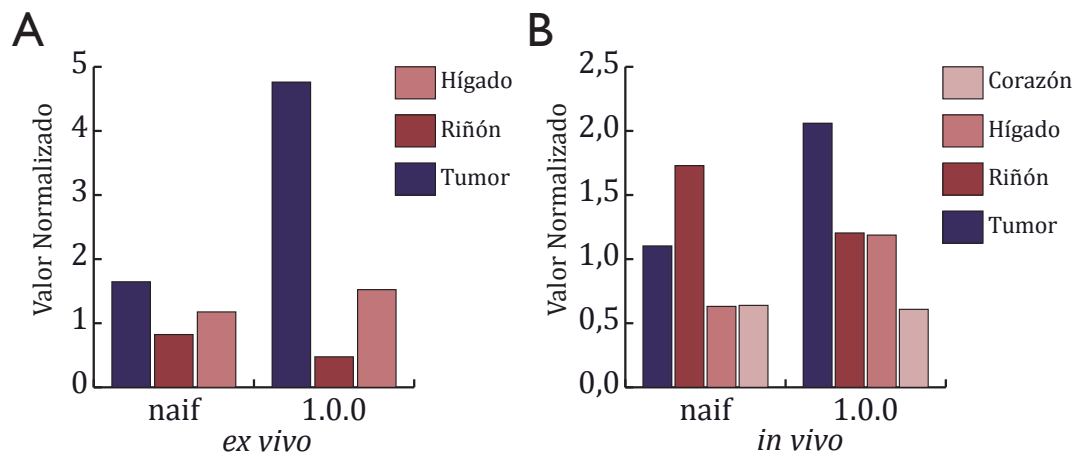 A
Valor Normalizado
5
4
3
2
1
0
Hígado
Riñón
Tumor
naif 1.0.0
ex vivo
B
Valor Normalizado
2,5
2,0
1,5
1,0
0,5
0,0
Corazón
Hígado
Riñón
Tumor
naif 1.0.0
in vivo